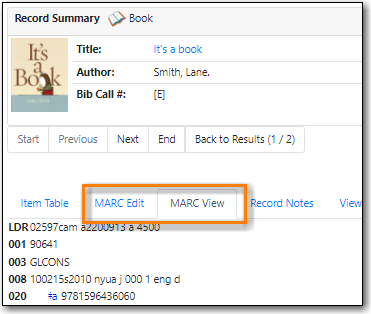 Record Summary Book
It's a Book
Title: It's a book
Author: Smith, Lane.
Bib Call #: [E]
Start Previous Next End Back to Results (1 / 2)
Item Table MARC Edit MARC View Record Notes View
LDR 02597cam a2200913 a 4500
001 90641
003 GLCONS
008 100215s2010 nyua j 000 1 eng d
020 ‡a 9781596436060